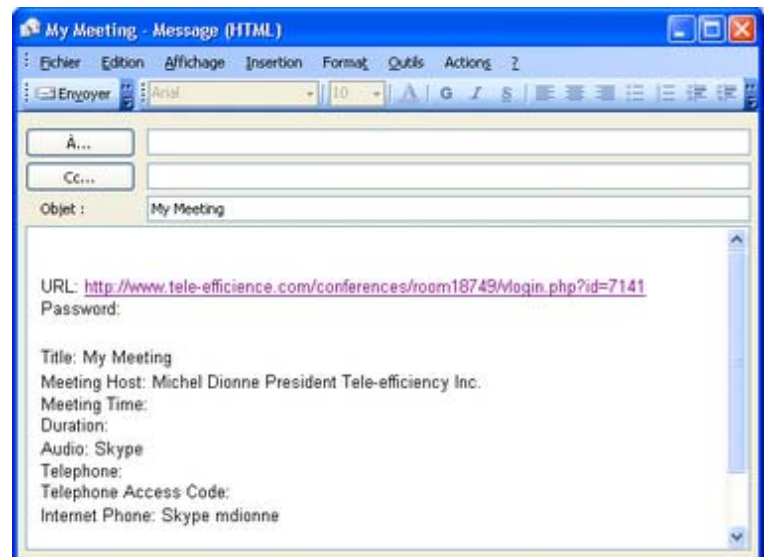 My Meeting - Message (HTML)
Fichier Edition Affichage Insertion Format Outils Actions ?
Envoyer Arial 10 A G I S
À...
Cc...
Objet : My Meeting
URL: http://www.tele-efficience.com/conferences/room18749/vlogin.php?id=7141
Password:
Title: My Meeting
Meeting Host: Michel Dionne President Tele-efficiency Inc.
Meeting Time:
Duration:
Audio: Skype
Telephone:
Telephone Access Code:
Internet Phone: Skype mdionne